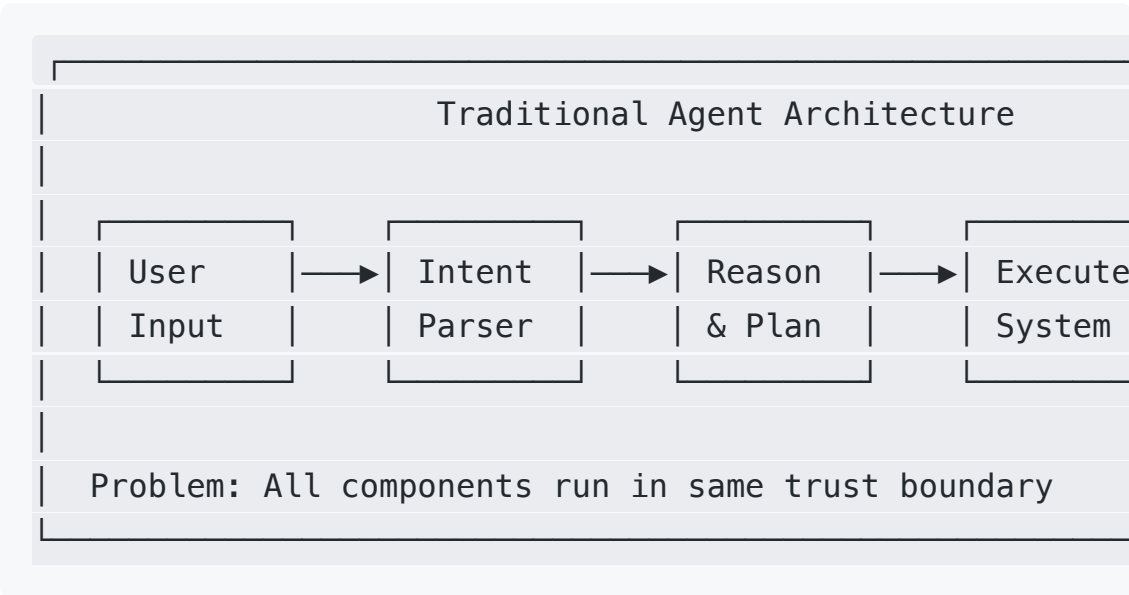 Traditional Agent Architecture
User Intent Reason Execute
Input Parser & Plan System
Problem: All components run in same trust boundary